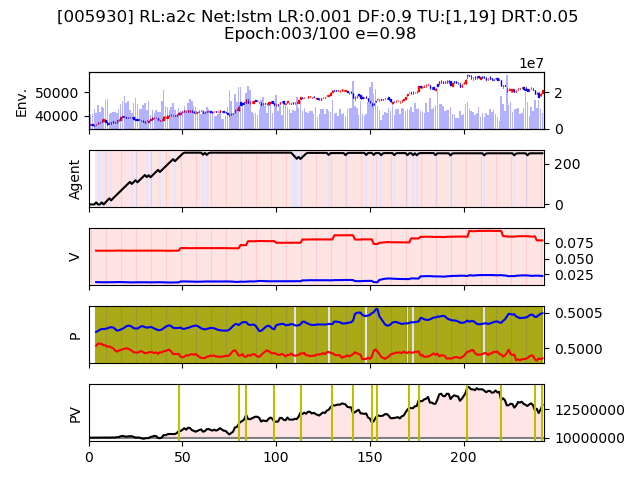 [005930] RL:a2c Net:lstm LR:0.001 DF:0.9 TU:[1,19] DRT:0.05
Epoch:003/100 e=0.98
1e7
Env.
50000
40000
2
0
Agent
200
0
V
0.075
0.050
0.025
P
0.5005
0.5000
PV
12500000
10000000
0 50 100 150 200